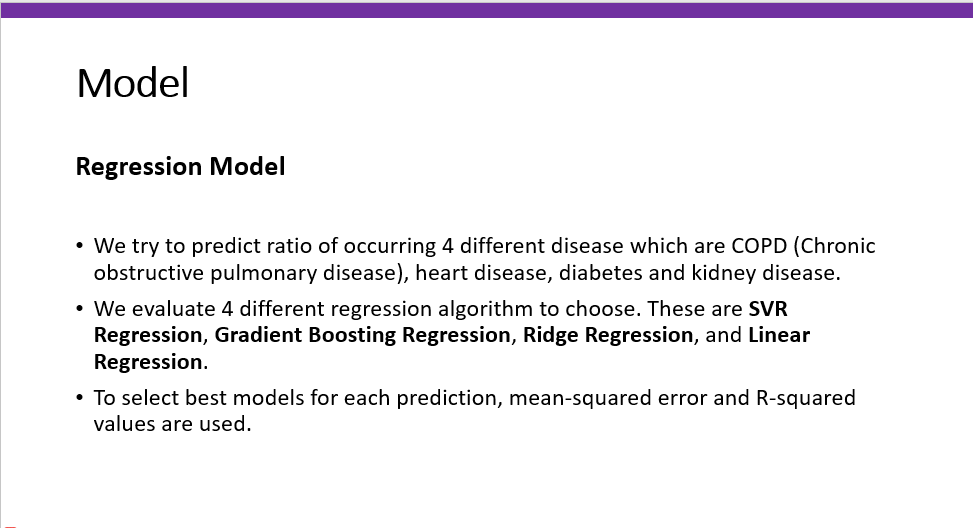 Model
Regression Model
• We try to predict ratio of occurring 4 different disease which are COPD (Chronic
obstructive pulmonary disease), heart disease, diabetes and kidney disease.
• We evaluate 4 different regression algorithm to choose. These are SVR
Regression, Gradient Boosting Regression, Ridge Regression, and Linear
Regression.
• To select best models for each prediction, mean-squared error and R-squared
values are used.